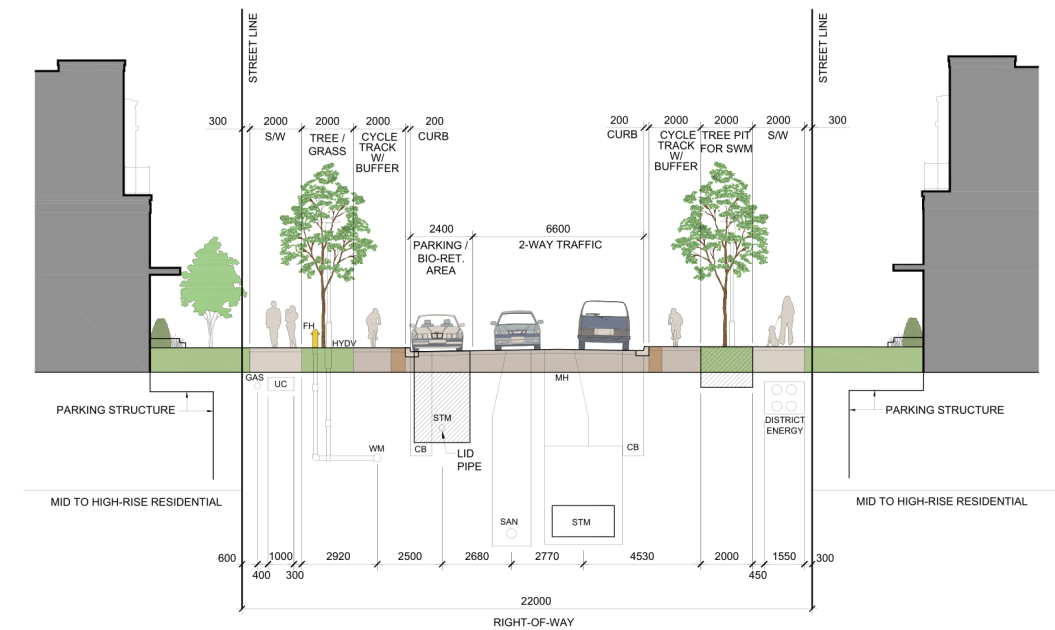 STREET LINE
STREET LINE
300
2000
2000
2000
200
200
2000
2000
2000
300
S/W
TREE /
GRASS
CYCLE
TRACK
W/
BUFFER
CURB
CURB
CYCLE
TRACK
W/
BUFFER
TREE PIT
FOR SWM
S/W
2400
6600
PARKING /
BIO-RET.
AREA
2-WAY TRAFFIC
FH
HYDV
GAS
UC
MH
PARKING STRUCTURE
STM
DISTRICT
ENERGY
PARKING STRUCTURE
WM
CB
LID
PIPE
CB
MID TO HIGH-RISE RESIDENTIAL
MID TO HIGH-RISE RESIDENTIAL
SAN
STM
600
1000
2920
2500
2680
2770
4530
2000
1550
300
400
300
450
22000
RIGHT-OF-WAY